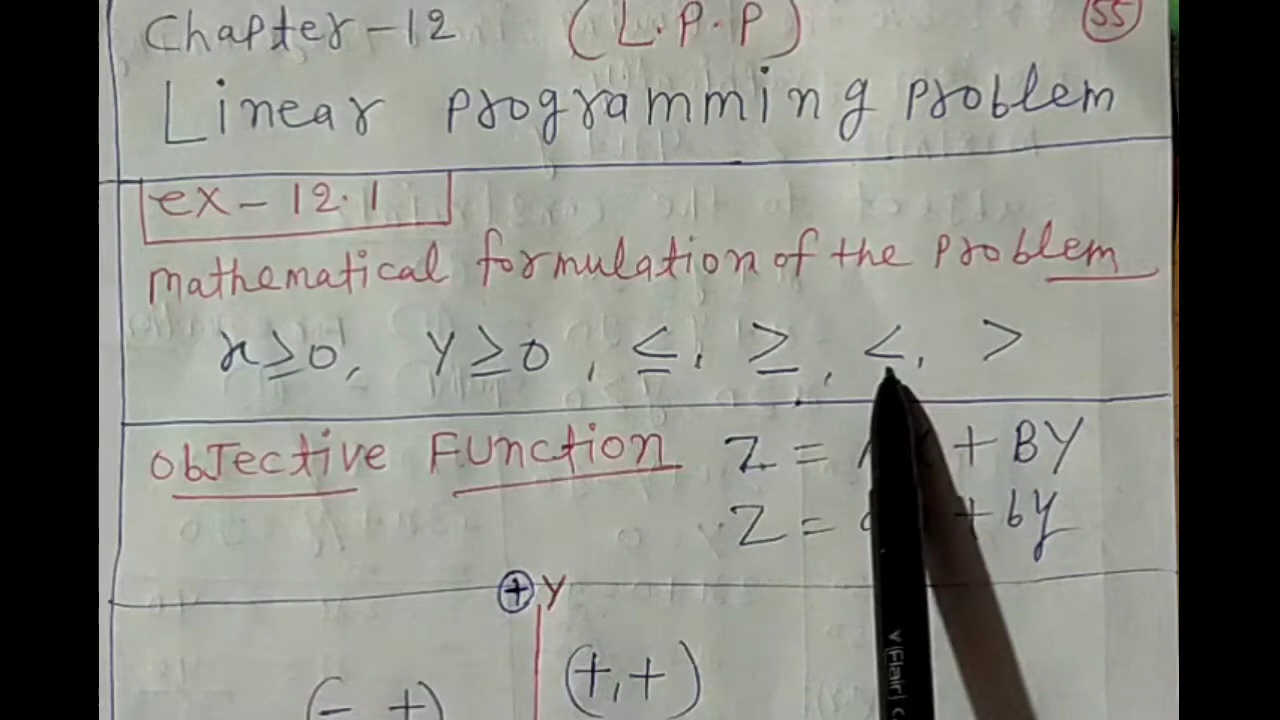 Chapter-12 (L.P.P) 55
Linear programming problem
ex-12.1
mathematical formulation of the problem
x≥0, y≥0, ≤, ≥, <, >
objective Function Z = + BY
Z = + by
+ y
(+,+)
(-, +)
Flair